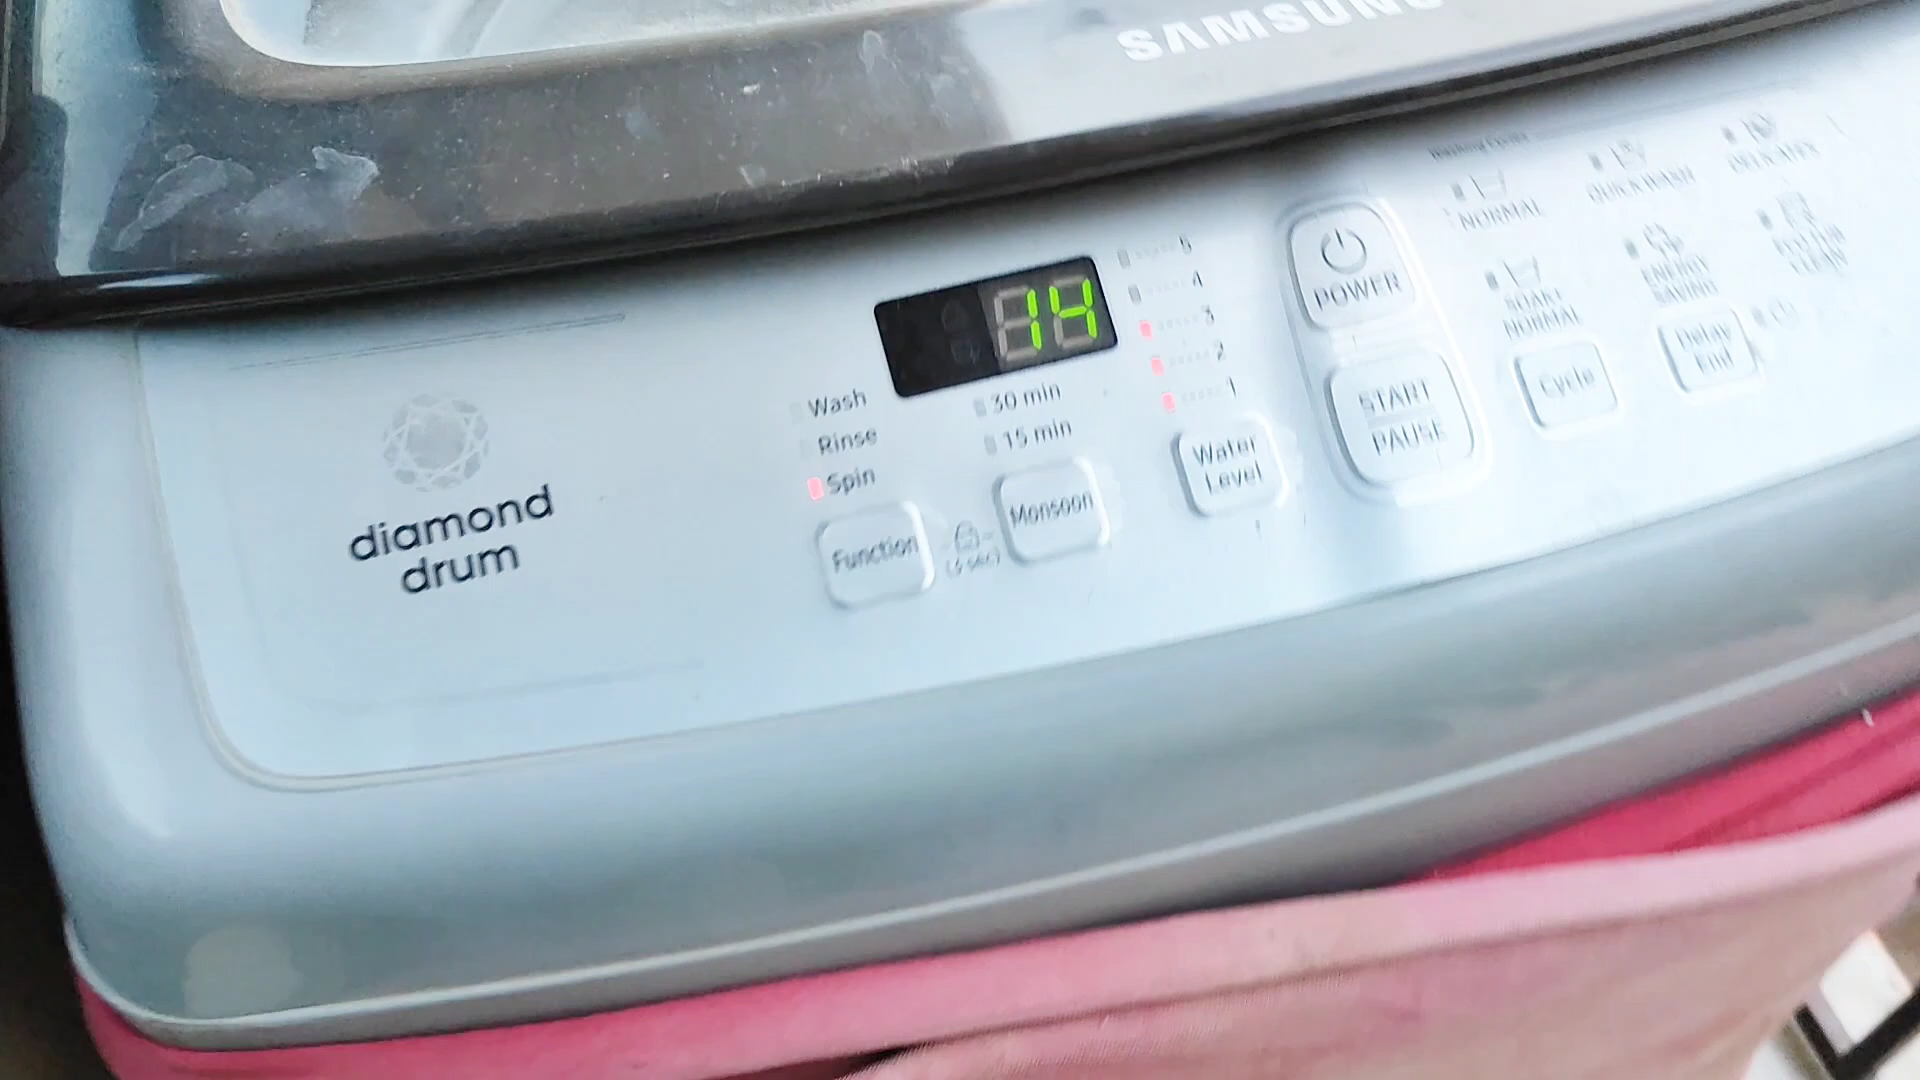 SAMSUNG
diamond
drum
14
Wash
Rinse
Spin
Function
30 min
15 min
Monsoon
5
4
3
2
1
Water
Level
POWER
START
PAUSE
NORMAL
QUICK WASH
DELICATES
SOAK+
NORMAL
ENERGY
SAVING
Cycle
Delay
End